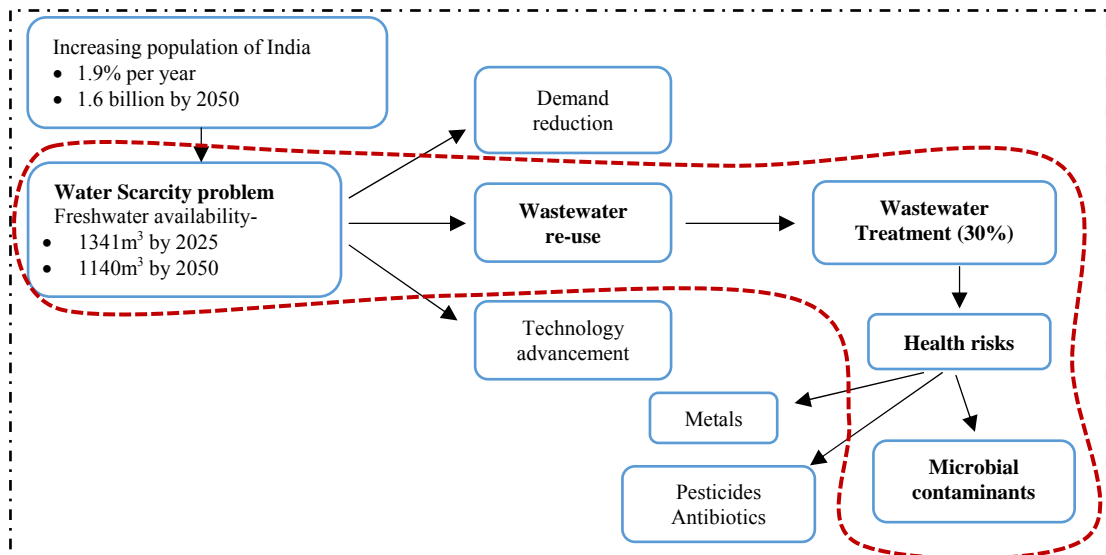 Increasing population of India
• 1.9% per year
• 1.6 billion by 2050
Demand
reduction
Water Scarcity problem
Freshwater availability-
• 1341m³ by 2025
• 1140m³ by 2050
Wastewater
re-use
Wastewater
Treatment (30%)
Technology
advancement
Health risks
Metals
Pesticides
Antibiotics
Microbial
contaminants